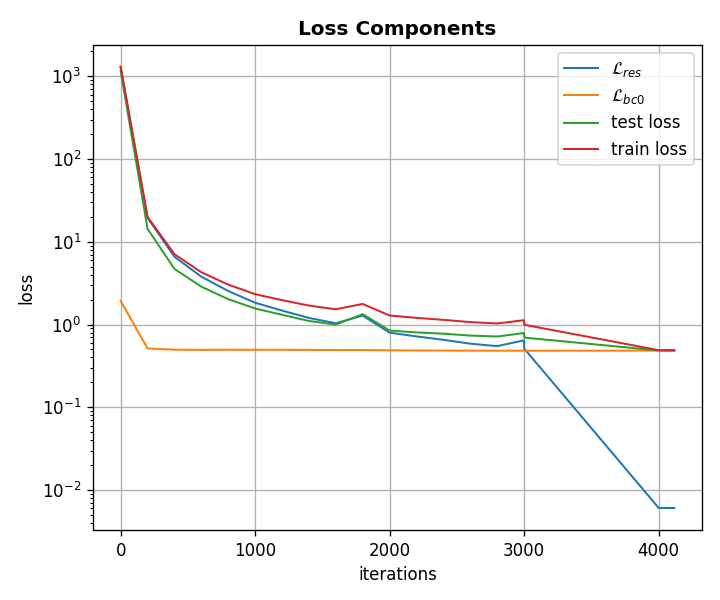 Loss Components
10³
10²
10¹
10⁰
10⁻¹
10⁻²
loss
ℒ_res
ℒ_bc0
test loss
train loss
0 1000 2000 3000 4000
iterations